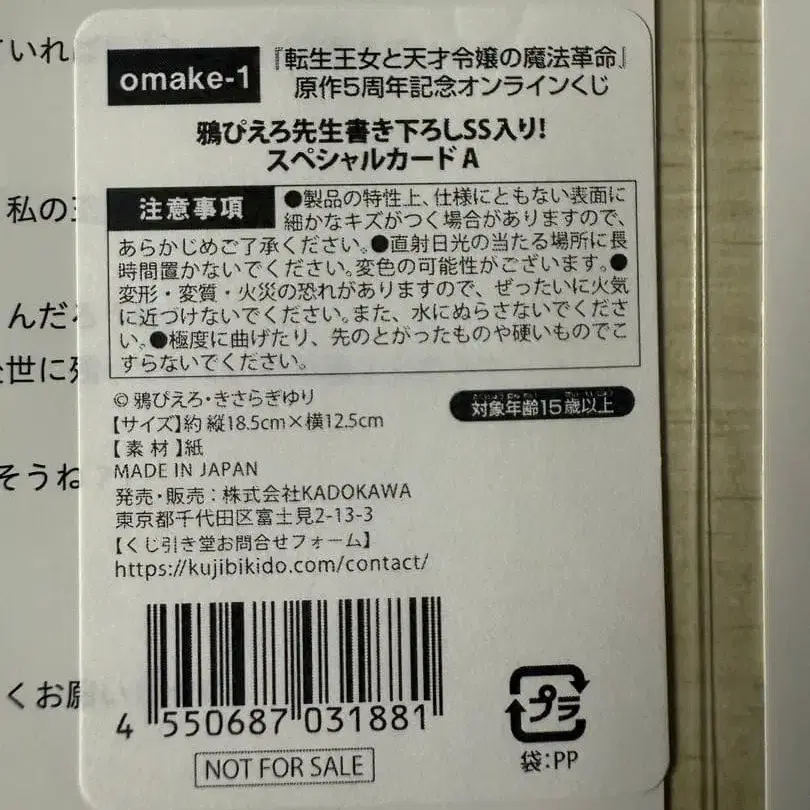 omake-1
『転生王女と天才令嬢の魔法革命』
原作5周年記念オンラインくじ
鴉ぴえろ先生書き下ろしSS入り!
スペシャルカード A
注意事項
●製品の特性上、仕様にともない表面に
細かなキズがつく場合がありますので、
あらかじめご了承ください。●直射日光の当たる場所に長
時間置かないでください。変色の可能性がございます。●
変形・変質・火災の恐れがありますので、ぜったいに火気
に近づけないでください。また、水にぬらさないでくださ
い。●極度に曲げたり、先のとがったものや硬いものでこ
すらないでください。
© 鴉ぴえろ・きさらぎゆり
対象年齢15歳以上
【サイズ】約 縦18.5cm×横12.5cm
【素材】紙
MADE IN JAPAN
発売・販売：株式会社KADOKAWA
東京都千代田区富士見2-13-3
【くじ引き堂お問合せフォーム】
https://kujibikido.com/contact/
4 550687 031881
NOT FOR SALE
プラ
袋:PP
いれ
私の
んだ
世に
そうね
くお願い